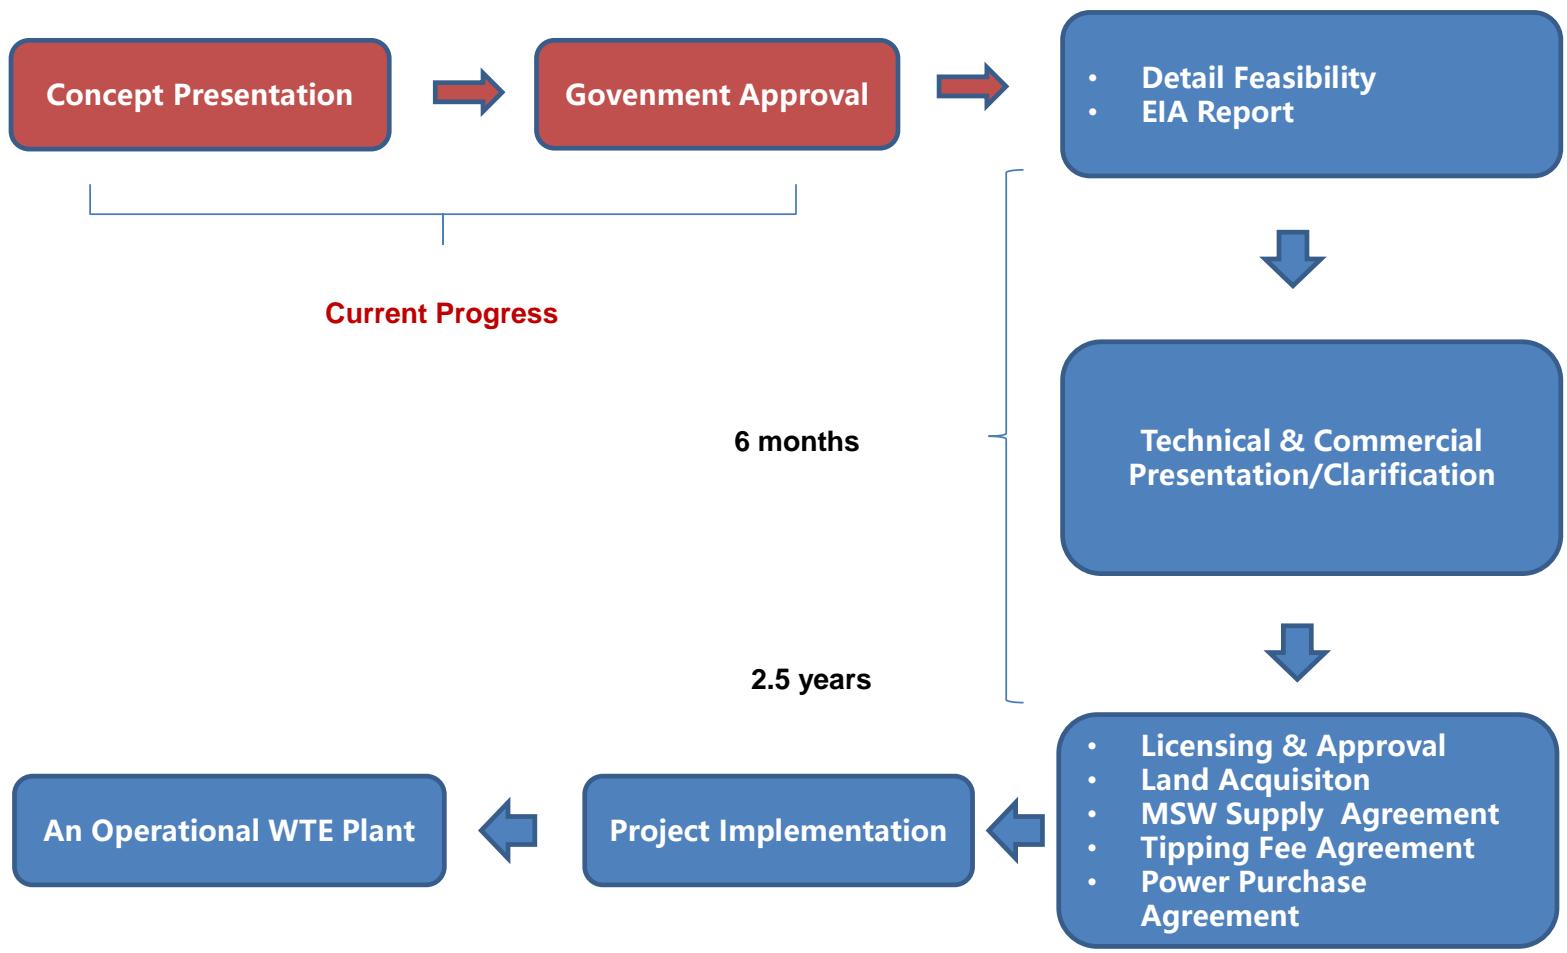 Concept Presentation
Govenment Approval
• Detail Feasibility
• EIA Report
Current Progress
6 months
Technical & Commercial
Presentation/Clarification
2.5 years
• Licensing & Approval
• Land Acquisiton
• MSW Supply  Agreement
• Tipping Fee Agreement
• Power Purchase
Agreement
Project Implementation
An Operational WTE Plant